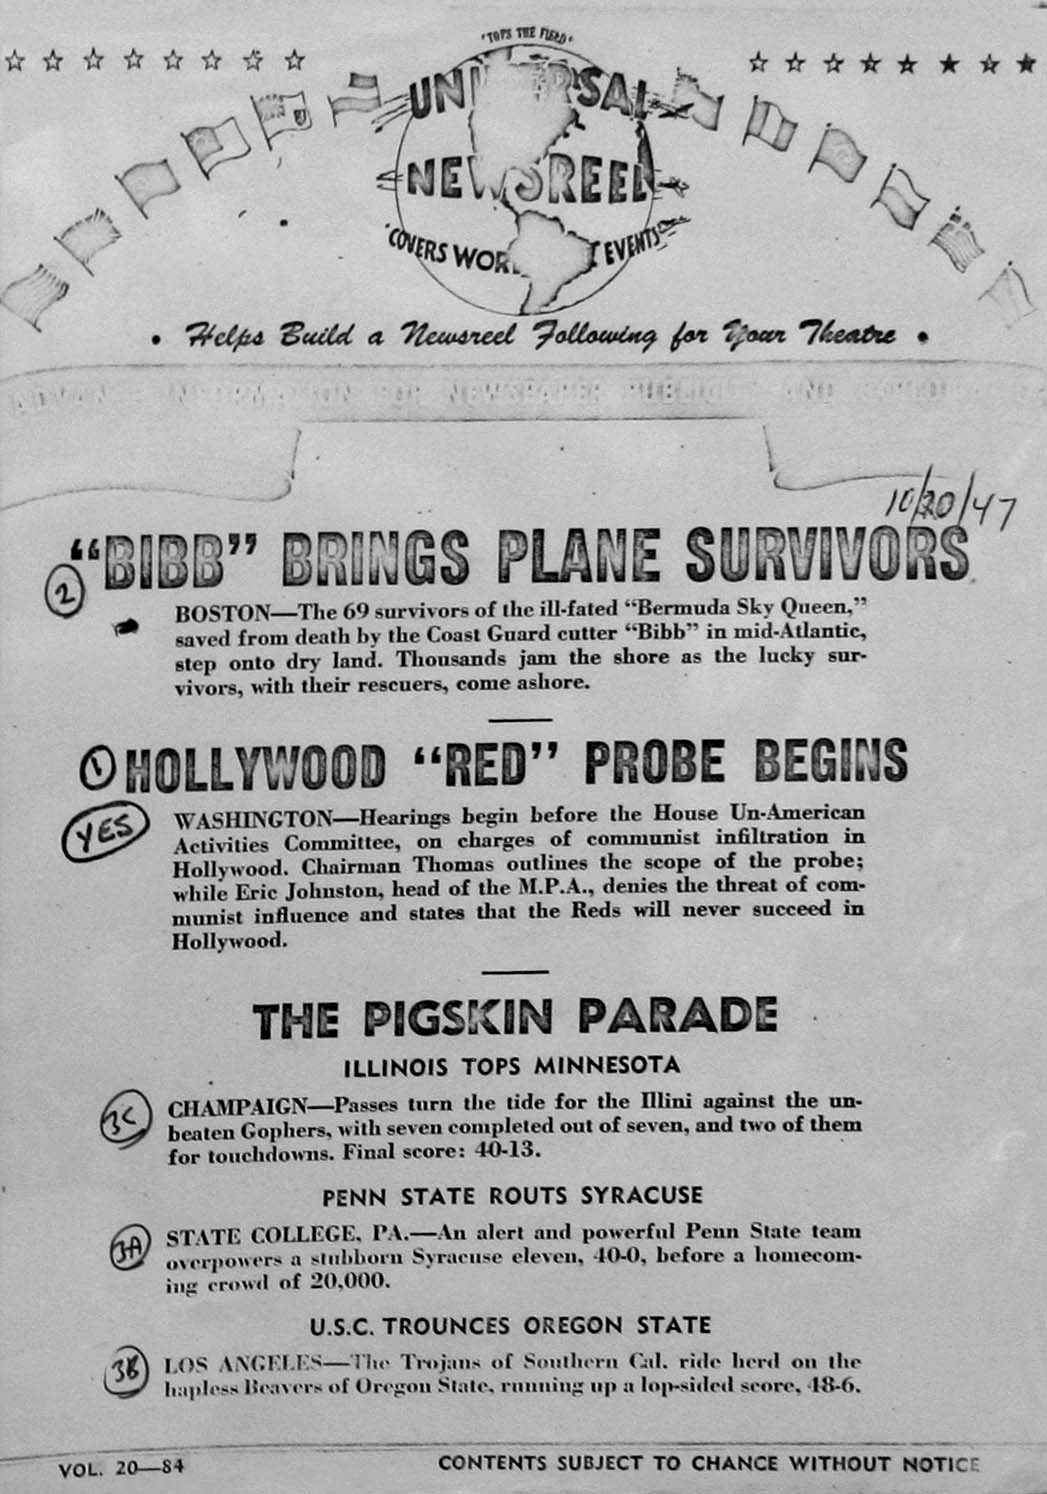 "TOPS THE FIELD"
UNIVERSAL
NEWSREEL
"COVERS WORLD EVENTS"
• Helps Build a Newsreel Following for Your Theatre •
ADVANCE INFORMATION FOR NEWSPAPER PUBLICITY AND
10/20/47
"BIBB" BRINGS PLANE SURVIVORS
2
BOSTON—The 69 survivors of the ill-fated "Bermuda Sky Queen,"
saved from death by the Coast Guard cutter "Bibb" in mid-Atlantic,
step onto dry land. Thousands jam the shore as the lucky sur-
vivors, with their rescuers, come ashore.
1 HOLLYWOOD "RED" PROBE BEGINS
YES
WASHINGTON—Hearings begin before the House Un-American
Activities Committee, on charges of communist infiltration in
Hollywood. Chairman Thomas outlines the scope of the probe;
while Eric Johnston, head of the M.P.A., denies the threat of com-
munist influence and states that the Reds will never succeed in
Hollywood.
THE PIGSKIN PARADE
ILLINOIS TOPS MINNESOTA
3C
CHAMPAIGN—Passes turn the tide for the Illini against the un-
beaten Gophers, with seven completed out of seven, and two of them
for touchdowns. Final score: 40-13.
PENN STATE ROUTS SYRACUSE
3A
STATE COLLEGE, PA.—An alert and powerful Penn State team
overpowers a stubborn Syracuse eleven, 40-0, before a homecom-
ing crowd of 20,000.
U.S.C. TROUNCES OREGON STATE
3B
LOS ANGELES—The Trojans of Southern Cal. ride herd on the
hapless Beavers of Oregon State, running up a lop-sided score, 48-6.
VOL. 20—84
CONTENTS SUBJECT TO CHANCE WITHOUT NOTICE